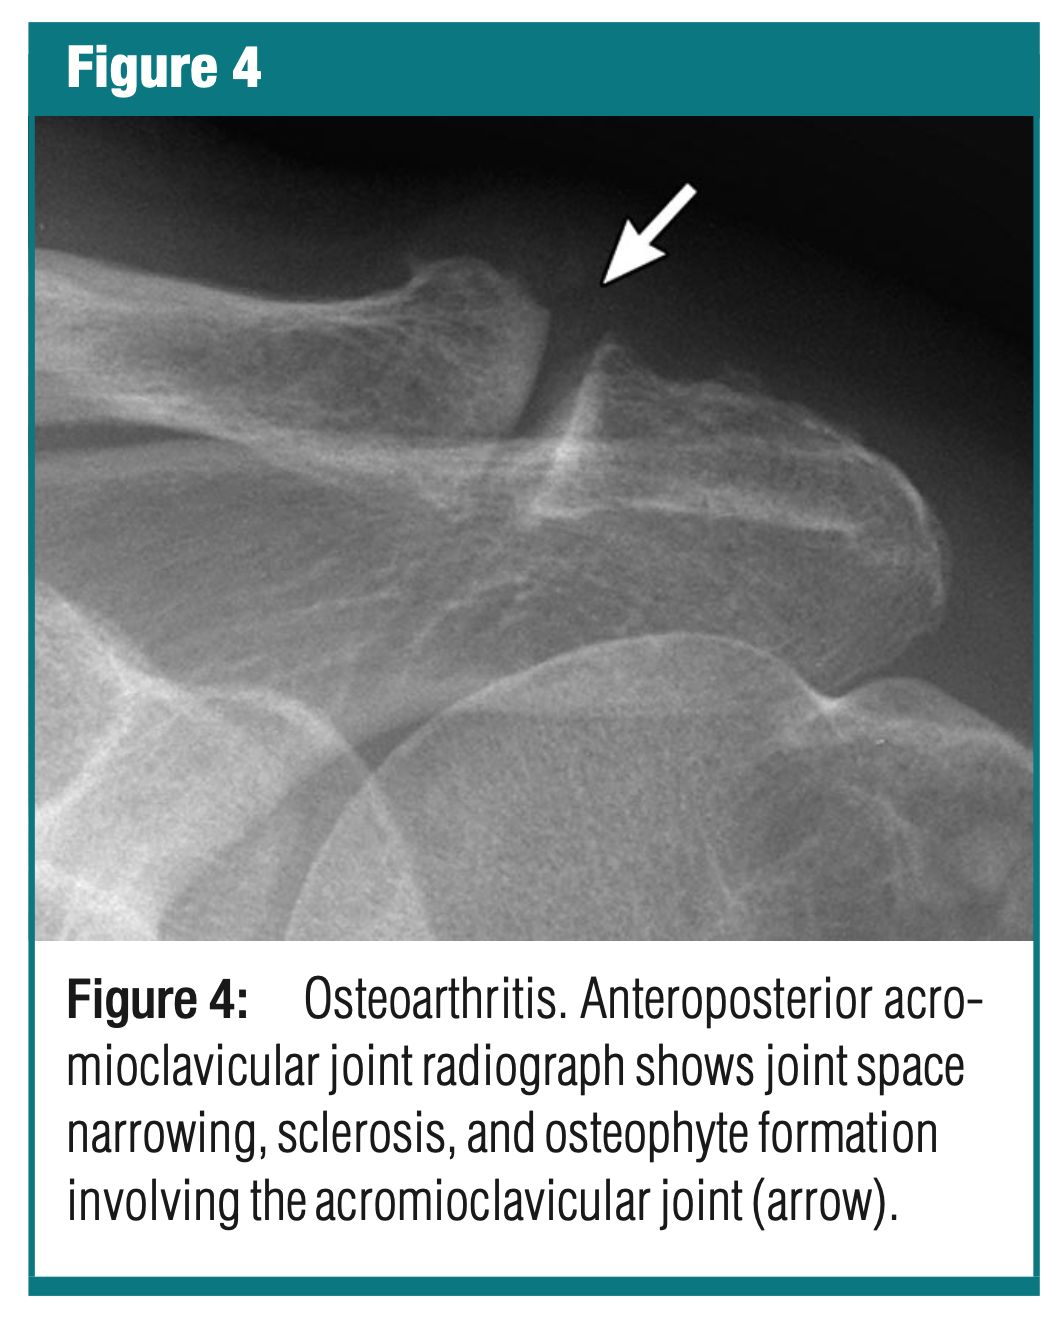 Figure 4
Figure 4: Osteoarthritis. Anteroposterior acro-
mioclavicular joint radiograph shows joint space
narrowing, sclerosis, and osteophyte formation
involving the acromioclavicular joint (arrow).